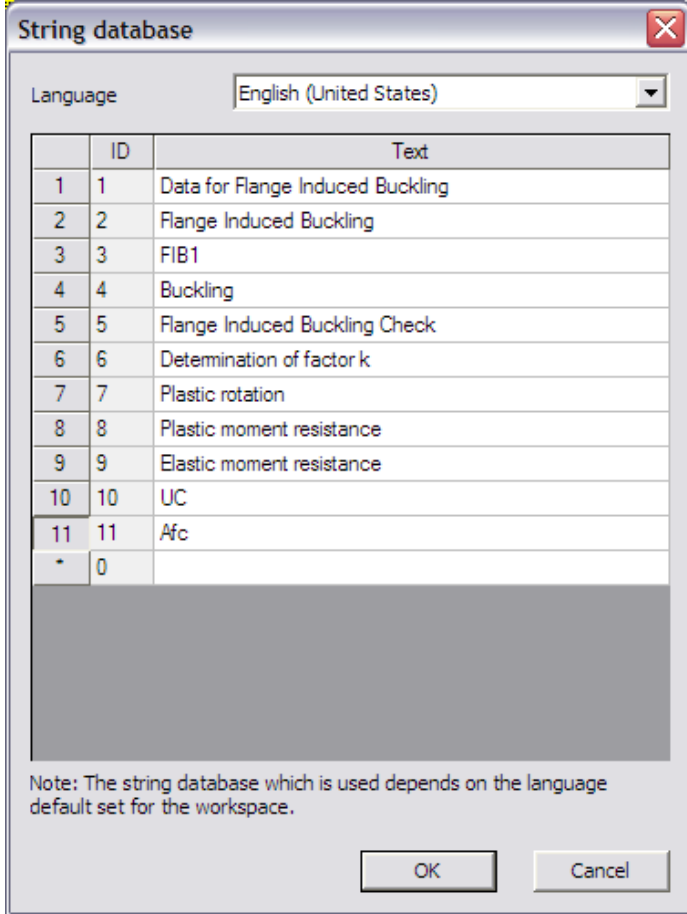 String database
Language English (United States)
ID Text
1 1 Data for Flange Induced Buckling
2 2 Flange Induced Buckling
3 3 FIB1
4 4 Buckling
5 5 Flange Induced Buckling Check
6 6 Determination of factor k
7 7 Plastic rotation
8 8 Plastic moment resistance
9 9 Elastic moment resistance
10 10 UC
11 11 Afc
* 0
Note: The string database which is used depends on the language
default set for the workspace.
OK Cancel